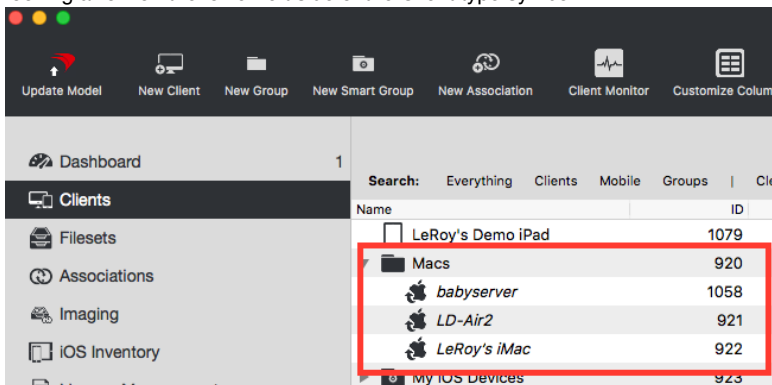 Update Model New Client New Group New Smart Group New Association Client Monitor Customize
Dashboard 1
Search: Everything Clients Mobile Groups |
Clients
Name ID
Filesets
LeRoy's Demo iPad 1079
Macs 920
Associations
babyserver 1058
Imaging
LD-Air2 921
iOS Inventory
LeRoy's iMac 922
My iOS Devices 923